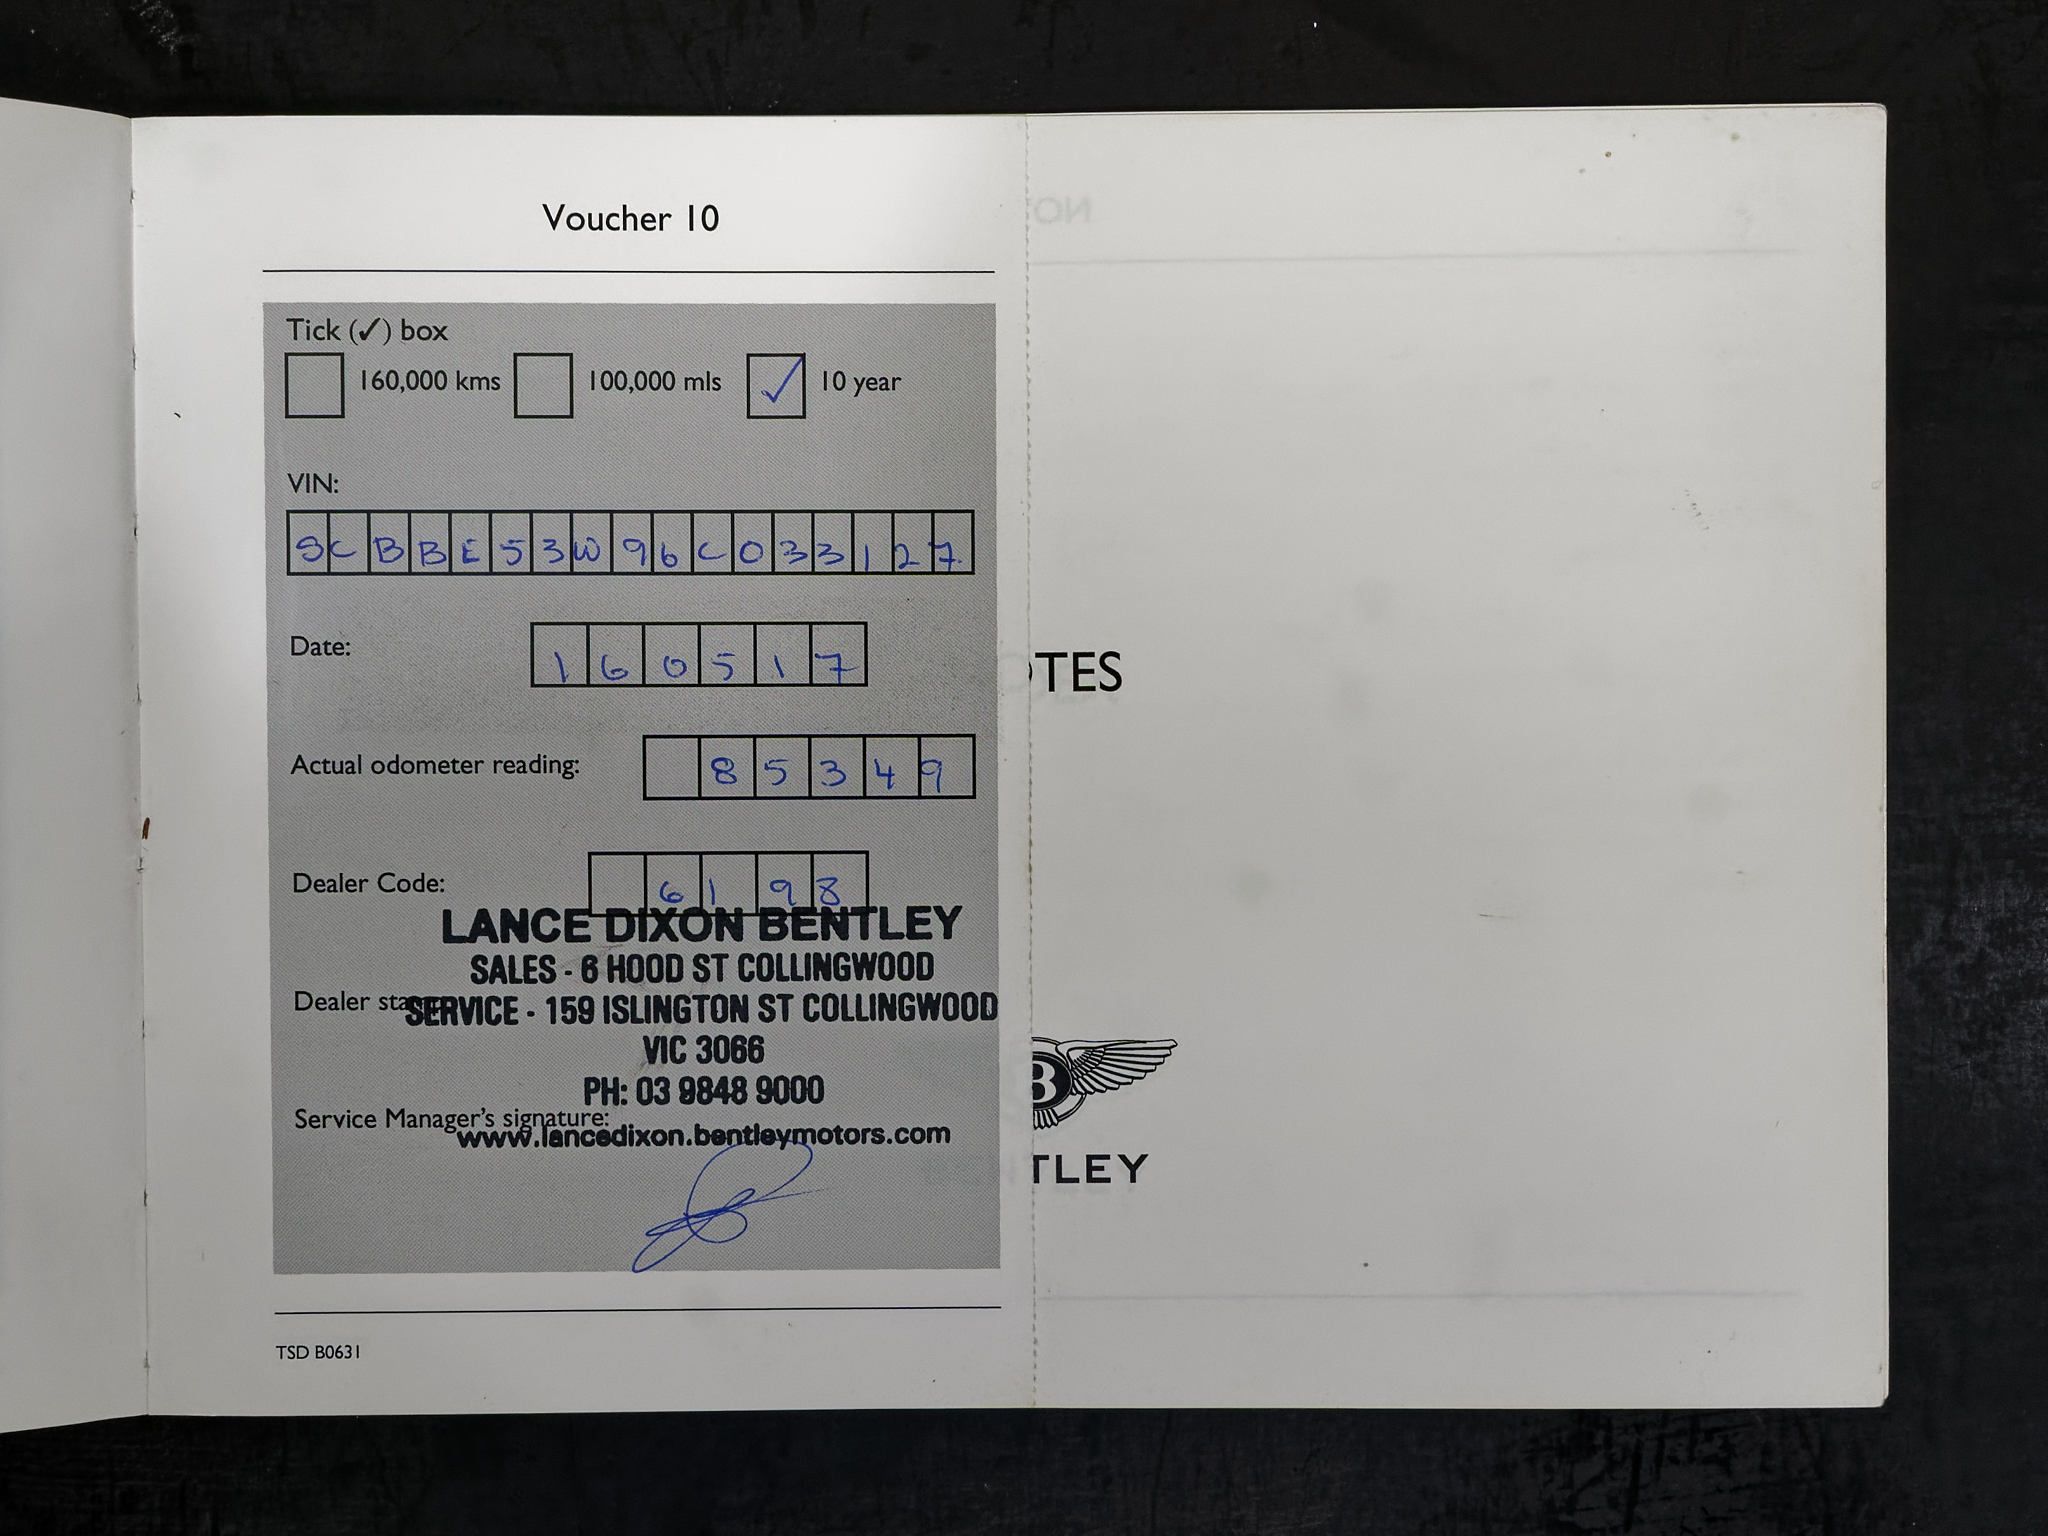 Voucher 10
Tick (✓) box
160,000 kms 100,000 mls ✓ 10 year
VIN:
SCBBE53W96C033127
Date:
160517
Actual odometer reading:
85349
Dealer Code:
6198
LANCE DIXON BENTLEY
SALES - 6 HOOD ST COLLINGWOOD
Dealer
SERVICE - 159 ISLINGTON ST COLLINGWOOD
VIC 3066
PH: 03 9848 9000
Service Manager's signature:
www.lancedixon.bentleymotors.com
TSD B0631
OTES
B
TLEY